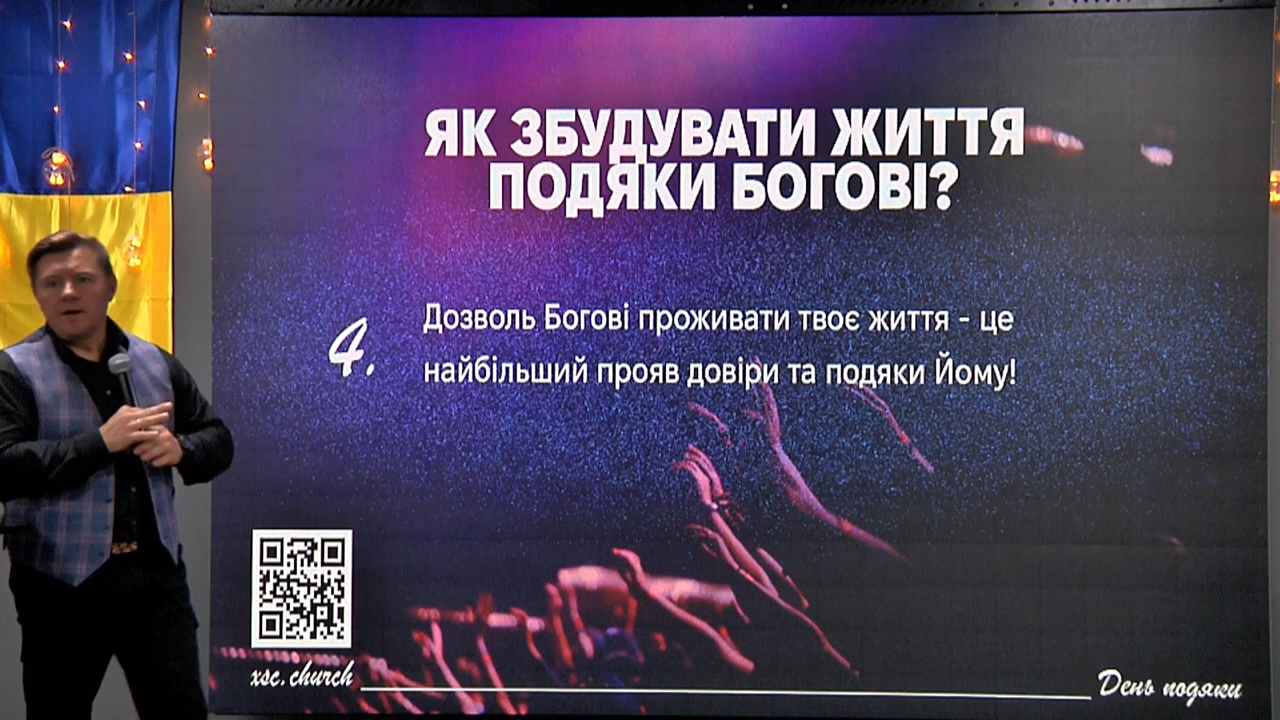 ЯК ЗБУДУВАТИ ЖИТТЯ
ПОДЯКИ БОГОВІ?
4.
Дозволь Богові проживати твоє життя - це
найбільший прояв довіри та подяки Йому!
xsc.church
День подяки